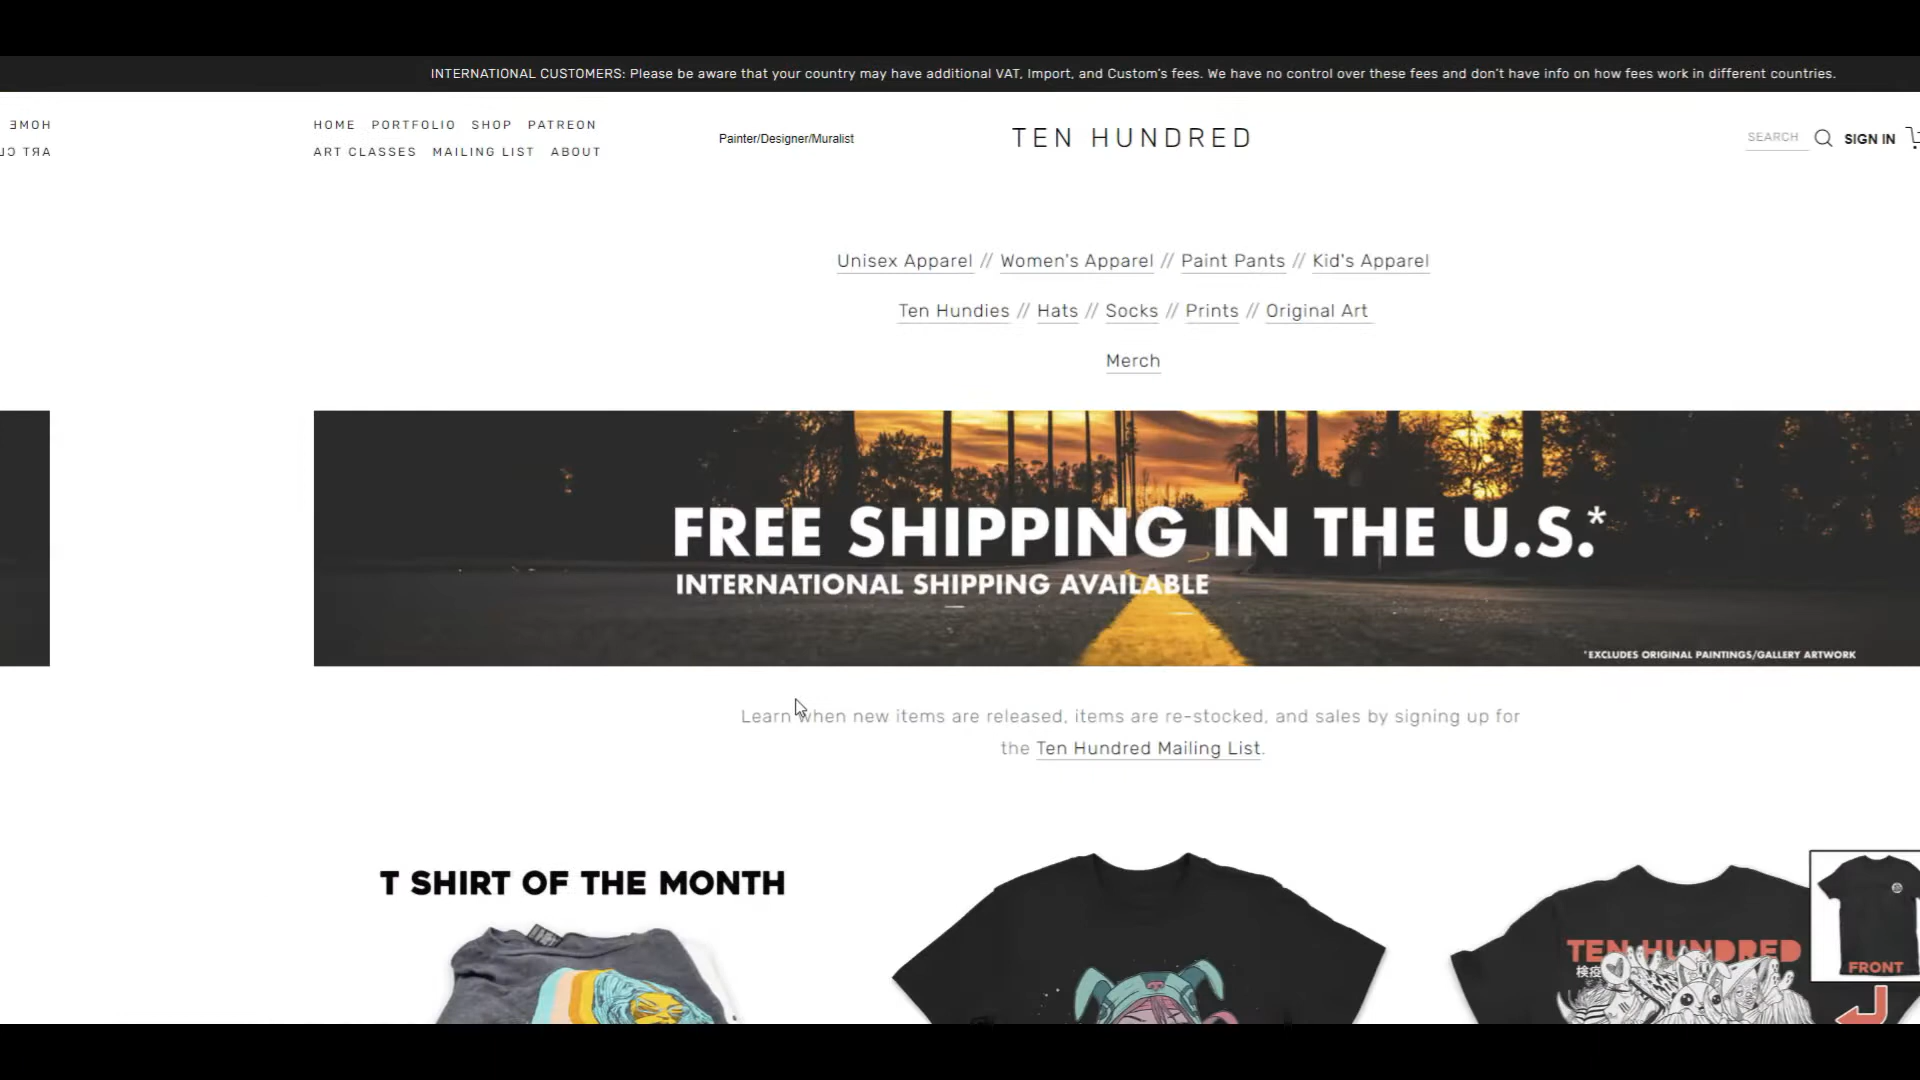 INTERNATIONAL CUSTOMERS: Please be aware that your country may have additional VAT, Import, and Custom's fees. We have no control over these fees and don't have info on how fees work in different countries.
HOME PORTFOLIO SHOP PATREON
ART CLASSES MAILING LIST ABOUT
Painter/Designer/Muralist
TEN HUNDRED
SEARCH
SIGN IN
Unisex Apparel // Women's Apparel // Paint Pants // Kid's Apparel
Ten Hundies // Hats // Socks // Prints // Original Art
Merch
FREE SHIPPING IN THE U.S.*
INTERNATIONAL SHIPPING AVAILABLE
*EXCLUDES ORIGINAL PAINTINGS/GALLERY ARTWORK
Learn when new items are released, items are re-stocked, and sales by signing up for
the Ten Hundred Mailing List.
T SHIRT OF THE MONTH
TEN HUNDRED
FRONT